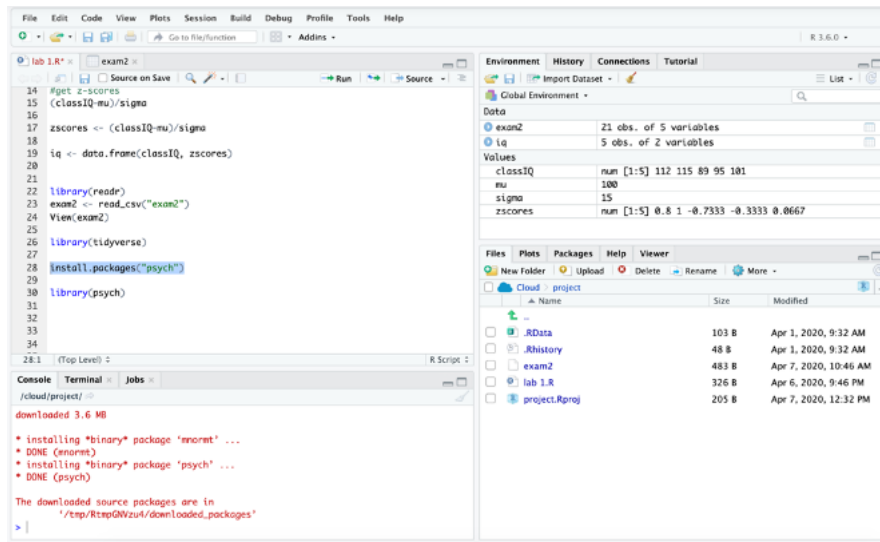 File Edit Code View Plots Session Build Debug Profile Tools Help
Go to file/function Addins R 3.6.0
lab 1.R* × exam2 ×
Source on Save Run Source
14 #get z-scores
15 (classIQ-mu)/sigma
16
17 zscores <- (classIQ-mu)/sigma
18
19 iq <- data.frame(classIQ, zscores)
20
21
22 library(readr)
23 exam2 <- read_csv("exam2")
24 View(exam2)
25
26 library(tidyverse)
27
28 install.packages("psych")
29
30 library(psych)
31
32
33
34
28:1 (Top Level) R Script
Console Terminal × Jobs ×
/cloud/project/
downloaded 3.6 MB
* installing *binary* package 'mnormt' ...
* DONE (mnormt)
* installing *binary* package 'psych' ...
* DONE (psych)
The downloaded source packages are in
'/tmp/RtmpGNVzu4/downloaded_packages'
>
Environment History Connections Tutorial
Import Dataset List
Global Environment
Data
exam2 21 obs. of 5 variables
iq 5 obs. of 2 variables
Values
classIQ num [1:5] 112 115 89 95 101
mu 100
sigma 15
zscores num [1:5] 0.8 1 -0.7333 -0.3333 0.0667
Files Plots Packages Help Viewer
New Folder Upload Delete Rename More
Cloud > project
Name Size Modified
..
.RData 103 B Apr 1, 2020, 9:32 AM
.Rhistory 48 B Apr 1, 2020, 9:32 AM
exam2 483 B Apr 7, 2020, 10:46 AM
lab 1.R 326 B Apr 6, 2020, 9:46 PM
project.Rproj 205 B Apr 7, 2020, 12:32 PM